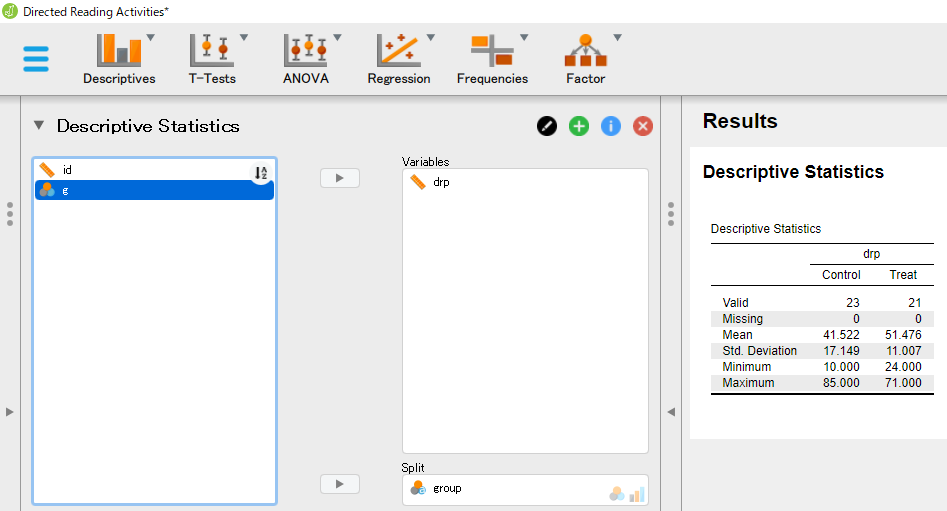 Directed Reading Activities*
Descriptives T-Tests ANOVA Regression Frequencies Factor
Descriptive Statistics
id
g
Variables
drp
Split
group
Results
Descriptive Statistics
Descriptive Statistics
drp
Control Treat
Valid 23 21
Missing 0 0
Mean 41.522 51.476
Std. Deviation 17.149 11.007
Minimum 10.000 24.000
Maximum 85.000 71.000